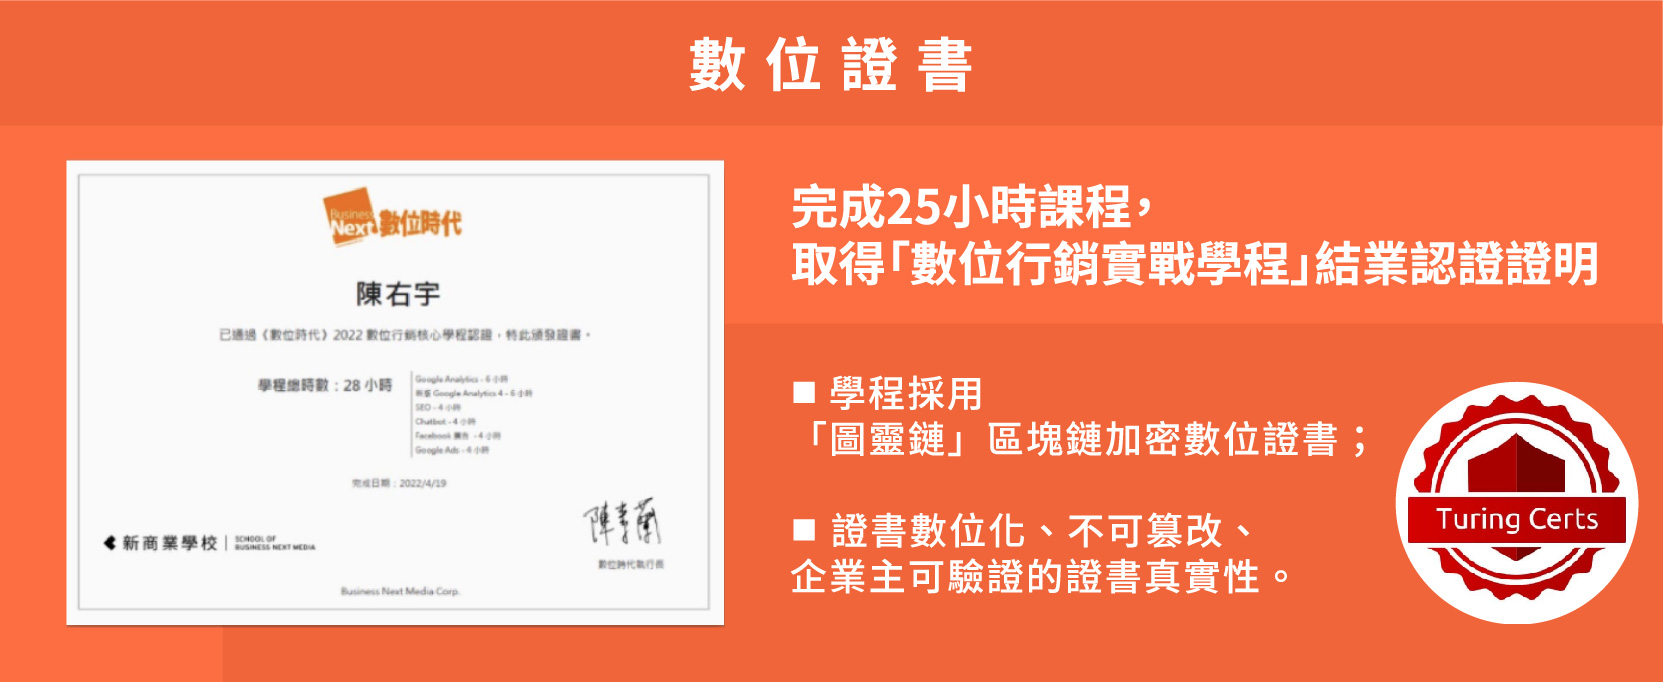 數位證書
Business
Next 數位時代
陳右宇
已通過《數位時代》2022 數位行銷核心學程認證，特此頒發證書。
學程總時數：28 小時
Google Analytics - 6 小時
新版 Google Analytics 4 - 6 小時
SEO - 4 小時
Chatbot - 4 小時
Facebook 廣告 - 4 小時
Google Ads - 4 小時
完成日期：2022/4/19
新商業學校
SCHOOL OF
BUSINESS NEXT MEDIA
陳素蘭
數位時代執行長
Business Next Media Corp.
完成25小時課程，
取得「數位行銷實戰學程」結業認證證明
■ 學程採用
「圖靈鏈」區塊鏈加密數位證書；
■ 證書數位化、不可篡改、
企業主可驗證的證書真實性。
Turing Certs